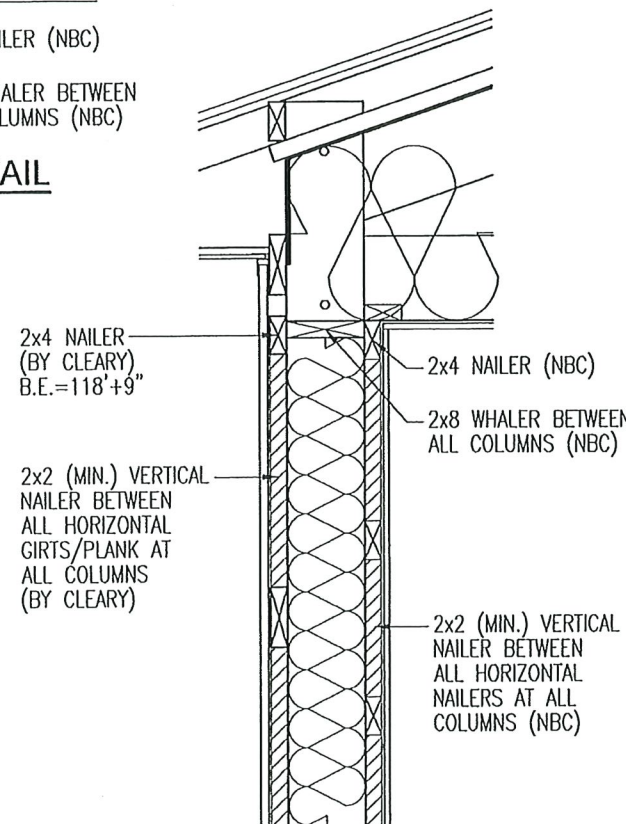 ILER (NBC)
ALER BETWEEN
LUMNS (NBC)
AIL
2x4 NAILER
(BY CLEARY)
B.E.=118'+9"
2x4 NAILER (NBC)
2x8 WHALER BETWEEN
ALL COLUMNS (NBC)
2x2 (MIN.) VERTICAL
NAILER BETWEEN
ALL HORIZONTAL
GIRTS/PLANK AT
ALL COLUMNS
(BY CLEARY)
2x2 (MIN.) VERTICAL
NAILER BETWEEN
ALL HORIZONTAL
NAILERS AT ALL
COLUMNS (NBC)